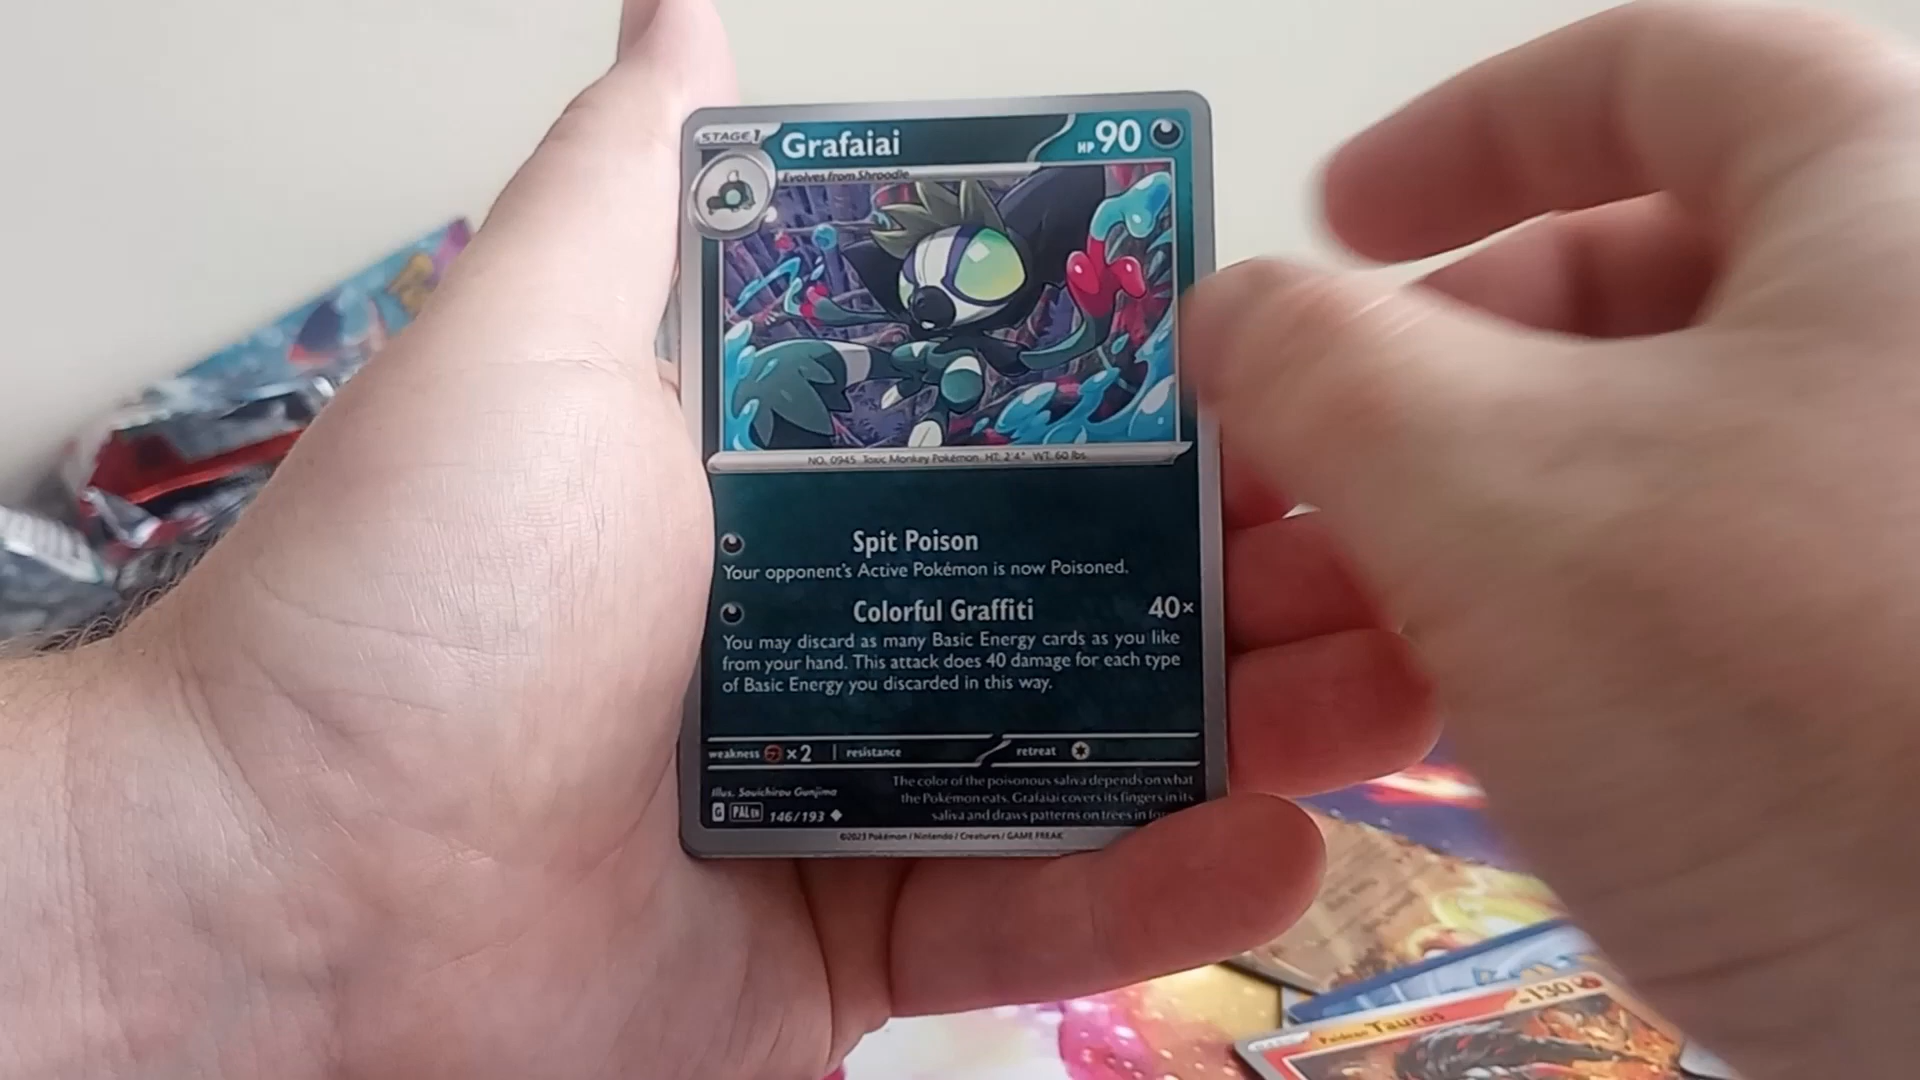 STAGE 1
Grafaiai
HP 90
Evolves from Shroodle
NO. 0945 Toxic Monkey Pokémon HT: 2'4" WT: 60 lbs.
Spit Poison
Your opponent's Active Pokémon is now Poisoned.
Colorful Graffiti 40×
You may discard as many Basic Energy cards as you like
from your hand. This attack does 40 damage for each type
of Basic Energy you discarded in this way.
weakness ×2 resistance retreat
Illus. Souichirou Gunjima
The color of the poisonous saliva depends on what
the Pokémon eats. Grafaiai covers its fingers in its
saliva and draws patterns on trees in
G PAL EN 146/193
©2023 Pokémon / Nintendo / Creatures / GAME FREAK
Paldean Tauros
HP 130